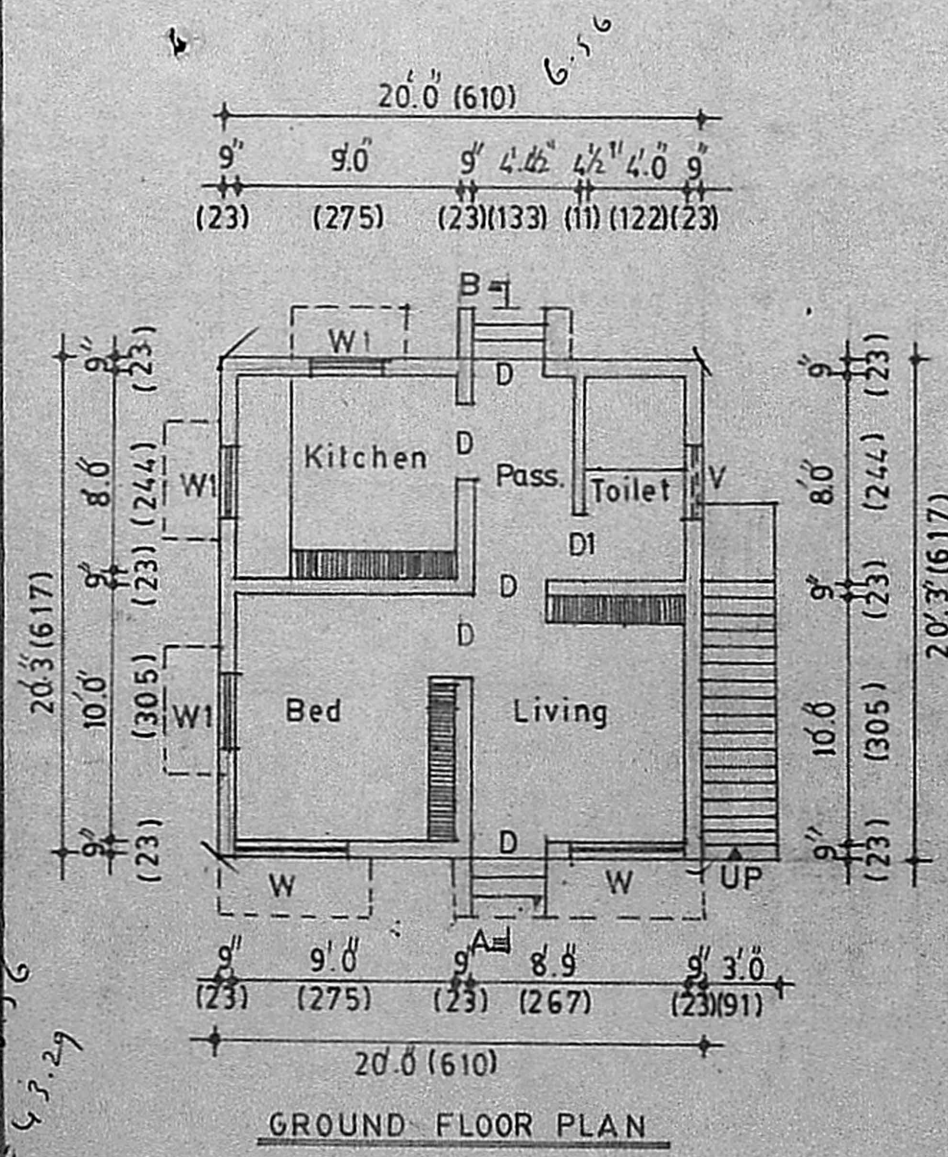 6.56
20'.0" (610)
9" 9'.0" 9" 4'.4½" 4½" 4'.0" 9"
(23) (275) (23) (133) (11) (122) (23)
B
W1
D
9" (23) 9" (23)
Kitchen D Pass. Toilet V
W1
8'.0" (244) 8'.0" (244)
D1
9" (23) D 9" (23)
D
20'.3" (617) 20'.3" (617)
10'.0" (305) 10'.0" (305)
W1 Bed Living
9" (23) D 9" (23)
W W UP
A
9" 9'.0" 9" 8'.9 9" 3'.0"
(23) (275) (23) (267) (23) (91)
20'.0" (610)
43.29
GROUND FLOOR PLAN